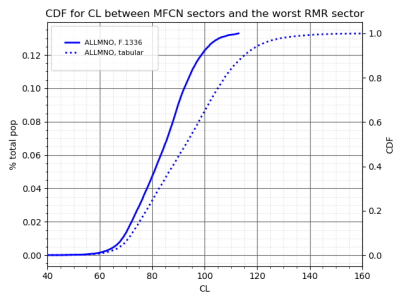 CDF for CL between MFCN sectors and the worst RMR sector
ALLMNO, F.1336
ALLMNO, tabular
0.12
0.10
0.08
0.06
0.04
0.02
0.00
% total pop
1.0
0.8
0.6
0.4
0.2
0.0
CDF
40 60 80 100 120 140 160
CL